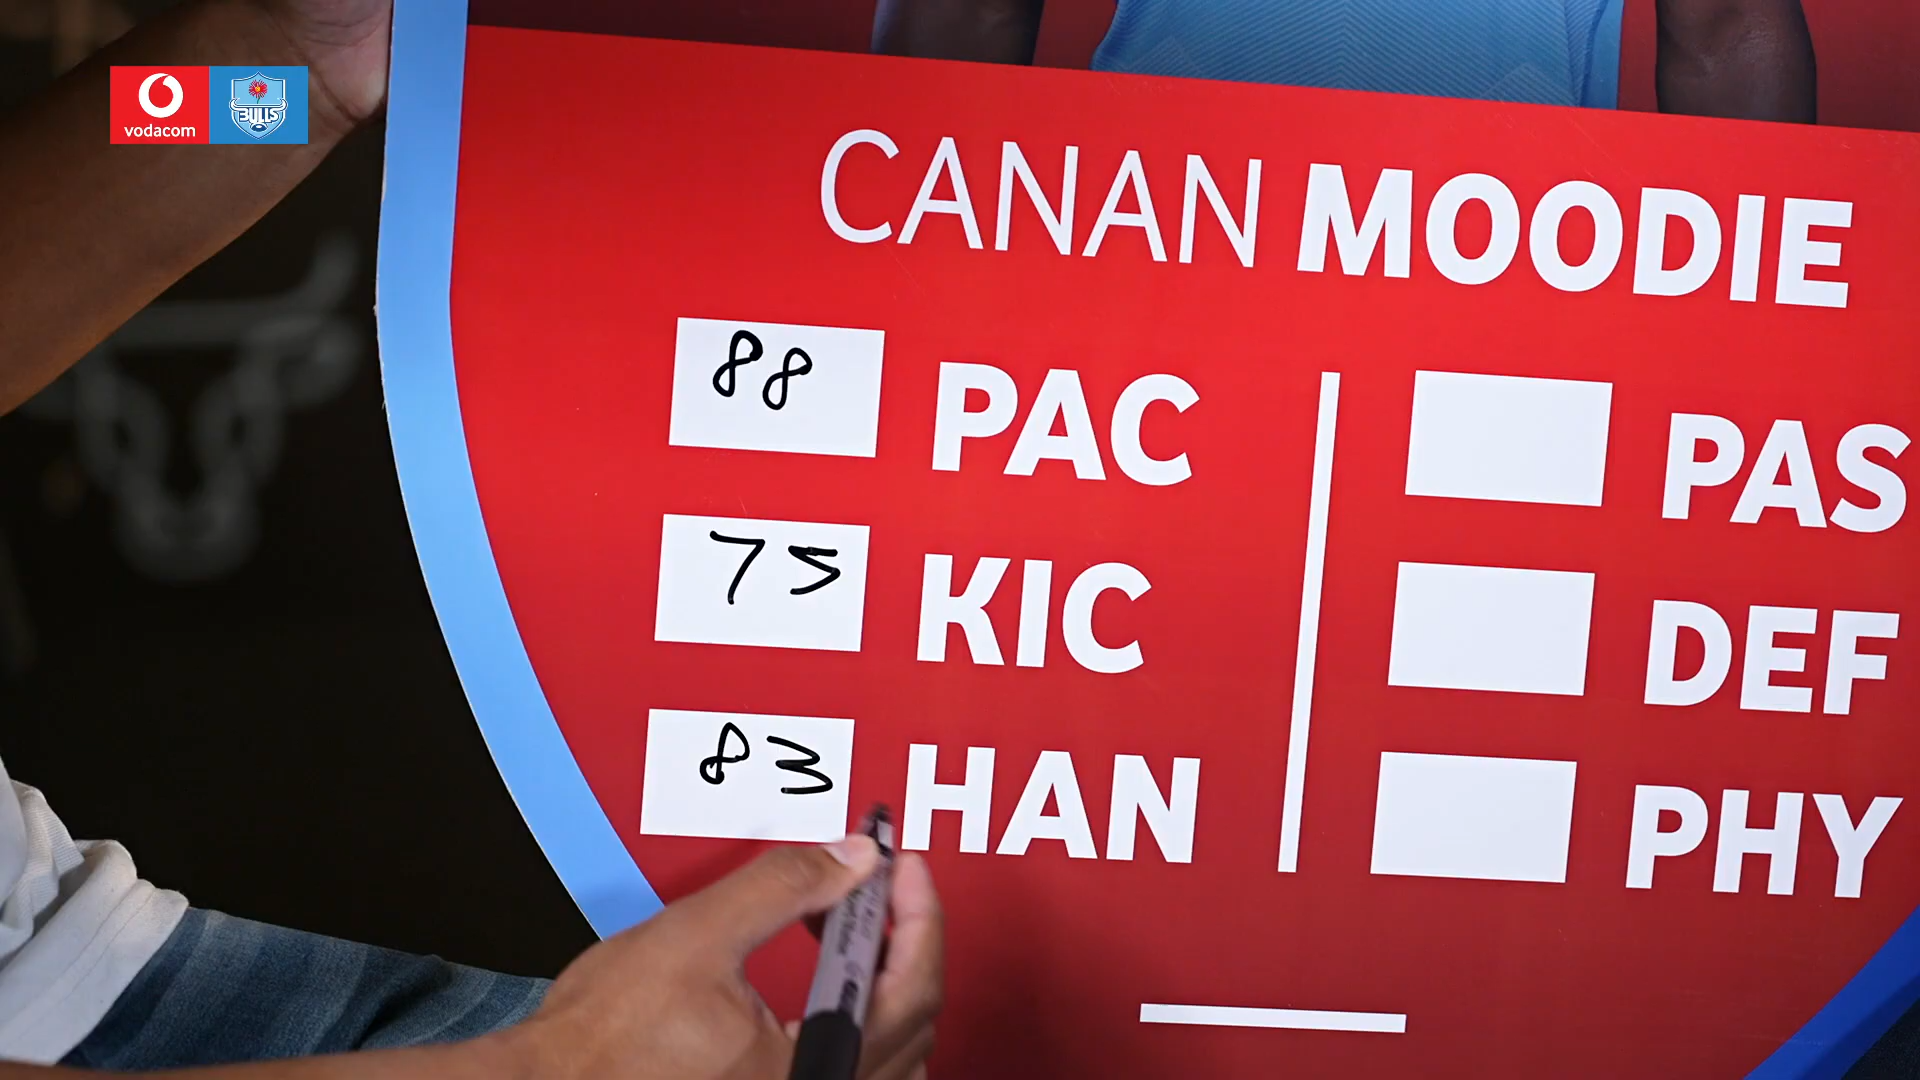 vodacom
BULLS
CANAN MOODIE
88 PAC
75 KIC
83 HAN
PAS
DEF
PHY